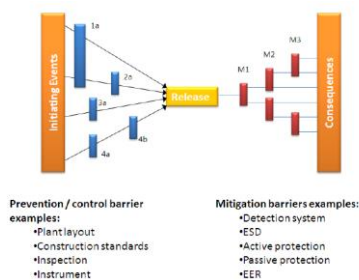 1a
M3
M2
2a
M1
Initiating Events
Release
Consequences
3a
4b
4a
Prevention / control barrier
examples:
•Plant layout
•Construction standards
•Inspection
•Instrument
Mitigation barriers examples:
•Detection system
•ESD
•Active protection
•Passive protection
•EER